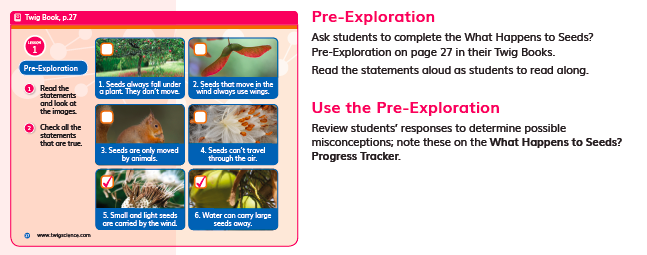 Twig Book, p.27
LESSON
1
Pre-Exploration
1 Read the
statements
and look at
the images.
2 Check all the
statements
that are true.
1. Seeds always fall under
a plant. They don't move.
2. Seeds that move in the
wind always use wings.
3. Seeds are only moved
by animals.
4. Seeds can't travel
through the air.
5. Small and light seeds
are carried by the wind.
6. Water can carry large
seeds away.
www.twigscience.com
Pre-Exploration
Ask students to complete the What Happens to Seeds?
Pre-Exploration on page 27 in their Twig Books.
Read the statements aloud as students to read along.
Use the Pre-Exploration
Review students' responses to determine possible
misconceptions; note these on the What Happens to Seeds?
Progress Tracker.